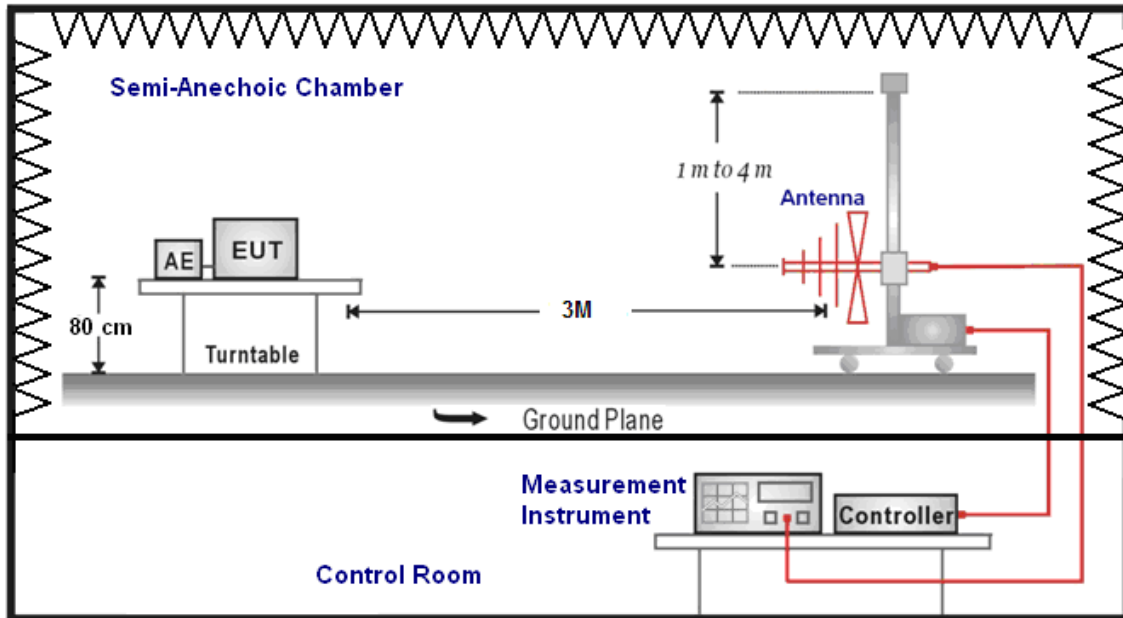 Semi-Anechoic Chamber
1 m to 4 m
Antenna
AE
EUT
3M
80 cm
Turntable
Ground Plane
Measurement
Instrument
Controller
Control Room